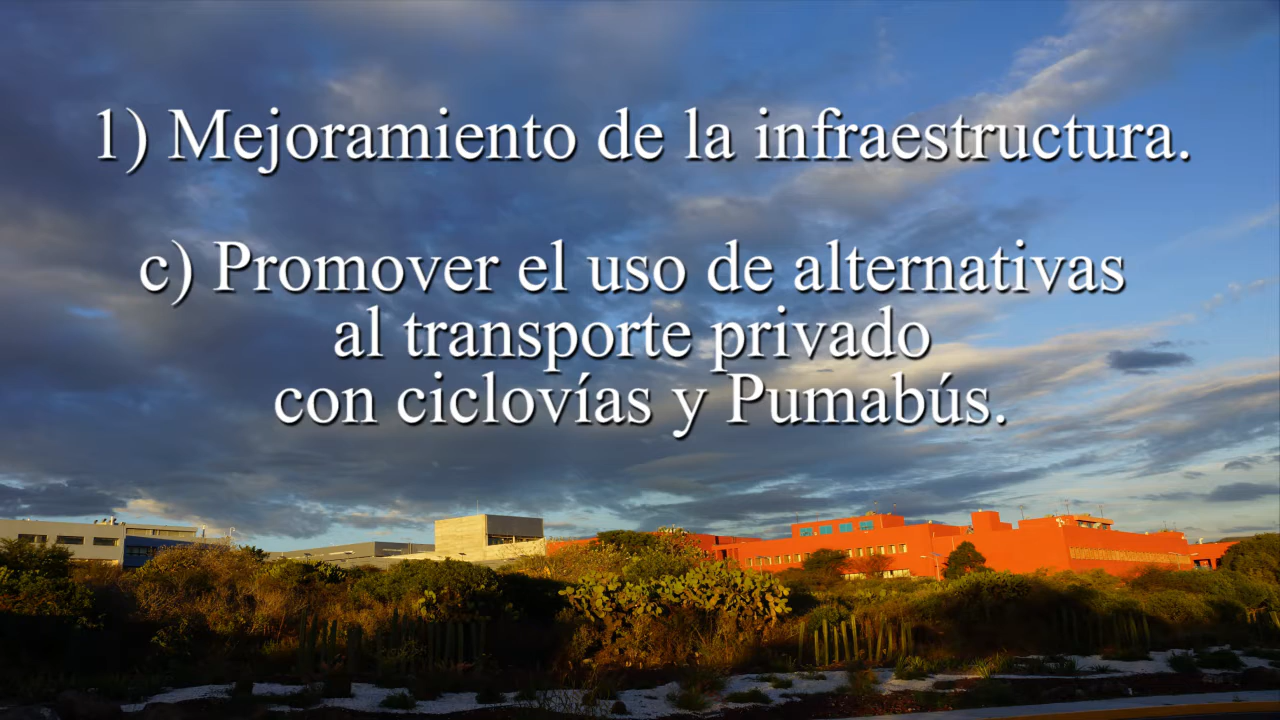 1) Mejoramiento de la infraestructura.
c) Promover el uso de alternativas
al transporte privado
con ciclovías y Pumabús.